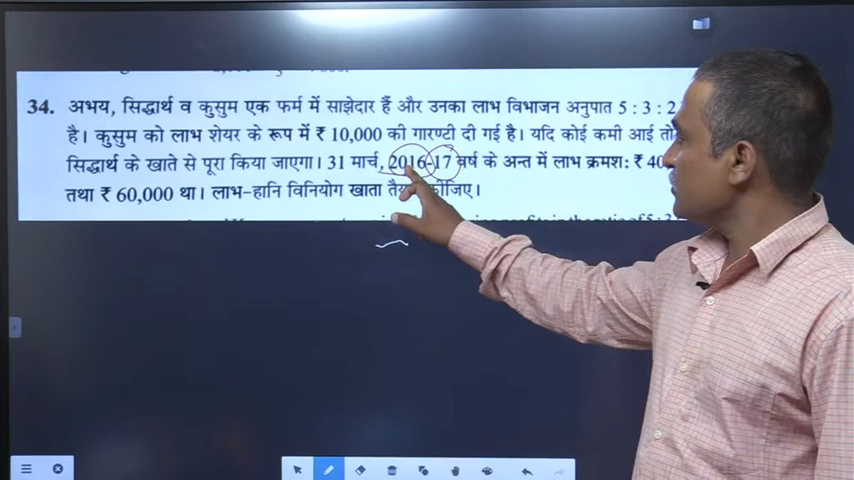 34. अभय, सिद्धार्थ व कुसुम एक फर्म में साझेदार हैं और उनका लाभ विभाजन अनुपात 5 : 3 : 2
है। कुसुम को लाभ शेयर के रूप में ₹ 10,000 की गारण्टी दी गई है। यदि कोई कमी आई तो
सिद्धार्थ के खाते से पूरा किया जाएगा। 31 मार्च, 2016-17 वर्ष के अन्त में लाभ क्रमश: ₹ 40
तथा ₹ 60,000 था। लाभ-हानि विनियोग खाता कीजिए।